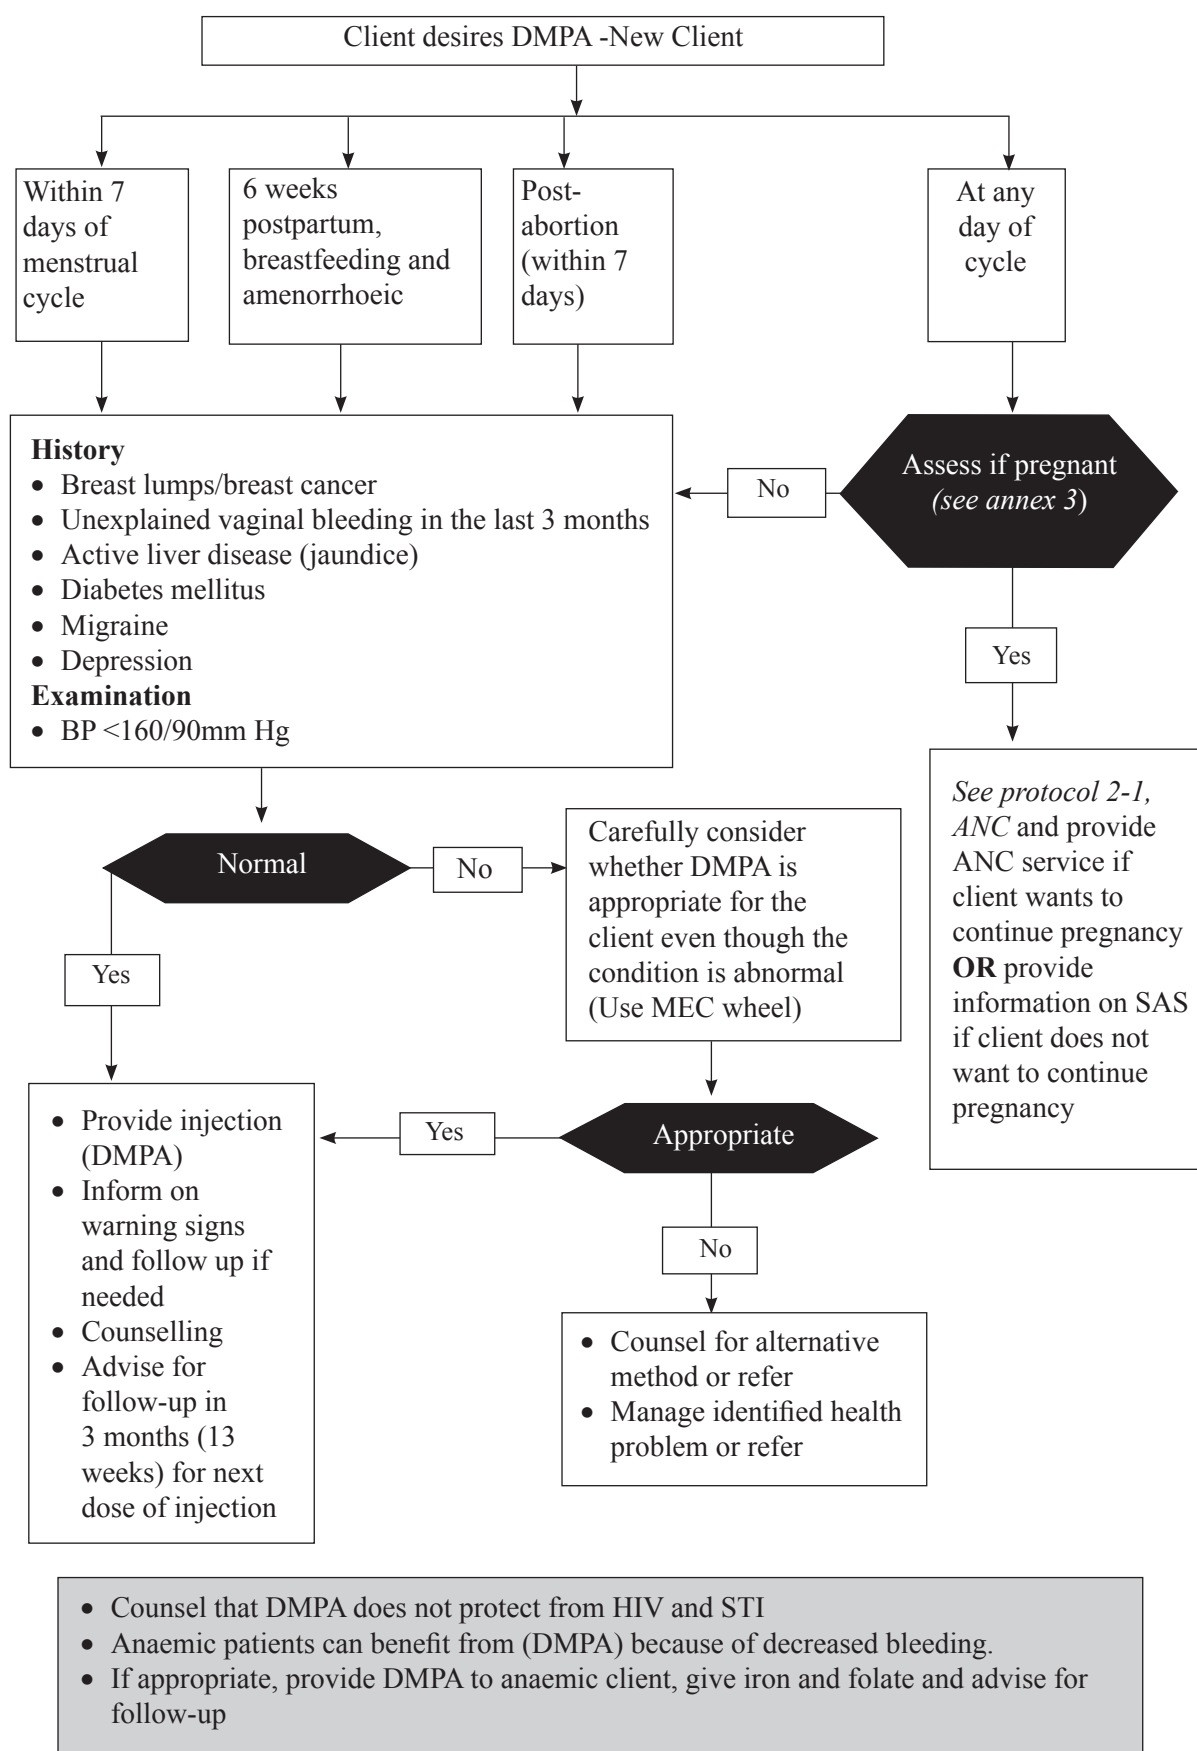 Client desires DMPA -New Client
Within 7
days of
menstrual
cycle
6 weeks
postpartum,
breastfeeding and
amenorrhoeic
Post-
abortion
(within 7
days)
At any
day of
cycle
History
• Breast lumps/breast cancer
• Unexplained vaginal bleeding in the last 3 months
• Active liver disease (jaundice)
• Diabetes mellitus
• Migraine
• Depression
Examination
• BP <160/90mm Hg
No
Assess if pregnant
(see annex 3)
Yes
See protocol 2-1,
ANC and provide
ANC service if
client wants to
continue pregnancy
OR provide
information on SAS
if client does not
want to continue
pregnancy
Normal
No
Carefully consider
whether DMPA is
appropriate for the
client even though the
condition is abnormal
(Use MEC wheel)
Yes
• Provide injection
(DMPA)
• Inform on
warning signs
and follow up if
needed
• Counselling
• Advise for
follow-up in
3 months (13
weeks) for next
dose of injection
Yes
Appropriate
No
• Counsel for alternative
method or refer
• Manage identified health
problem or refer
• Counsel that DMPA does not protect from HIV and STI
• Anaemic patients can benefit from (DMPA) because of decreased bleeding.
• If appropriate, provide DMPA to anaemic client, give iron and folate and advise for
follow-up